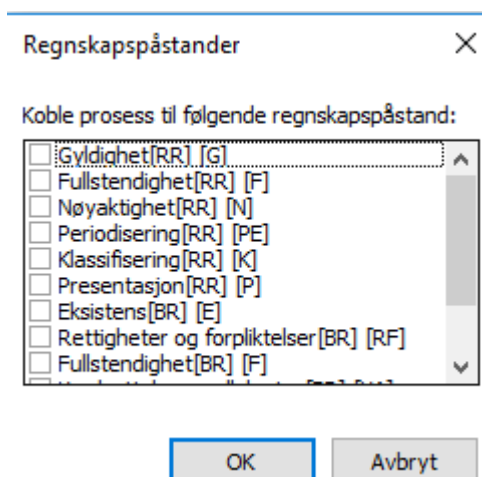 Regnskapspåstander
Koble prosess til følgende regnskapspåstand:
Gyldighet[RR] [G]
Fullstendighet[RR] [F]
Nøyaktighet[RR] [N]
Periodisering[RR] [PE]
Klassifisering[RR] [K]
Presentasjon[RR] [P]
Eksistens[BR] [E]
Rettigheter og forpliktelser[BR] [RF]
Fullstendighet[BR] [F]
OK
Avbryt